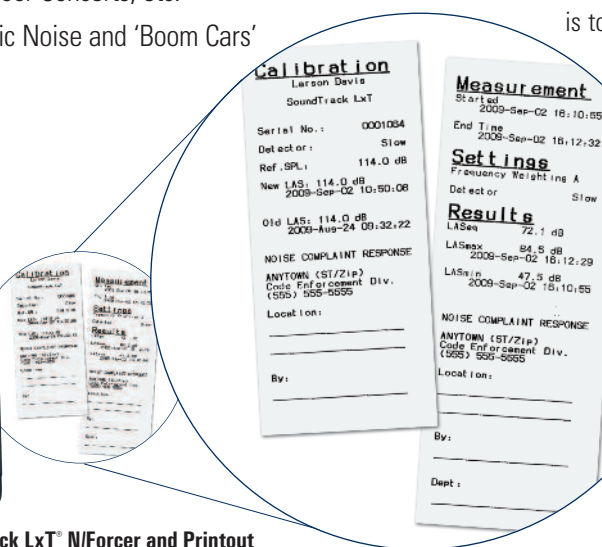 ic Noise and 'Boom Cars'
is to
Calibration
Larson Davis
SoundTrack LxT
Serial No.: 0001084
Detector: Slow
Ref.SPL: 114.0 dB
New LAS: 114.0 dB
2009-Sep-02 10:50:08
Old LAS: 114.0 dB
2009-Aug-24 09:32:22
NOISE COMPLAINT RESPONSE
ANYTOWN (ST/Zip)
Code Enforcement Div.
(555) 555-5555
Location:
By:
Measurement
Started
2009-Sep-02 16:10:55
End Time
2009-Sep-02 16:12:32
Settings
Frequency Weighting A
Detector Slow
Results
LASeq 72.1 dB
LASmax 84.5 dB
2009-Sep-02 16:12:29
LASmin 47.5 dB
2009-Sep-02 16:10:55
NOISE COMPLAINT RESPONSE
ANYTOWN (ST/Zip)
Code Enforcement Div.
(555) 555-5555
Location:
By:
Dept:
Calibration
Measurement
Settings
Results
ck LxT® N/Forcer and Printout